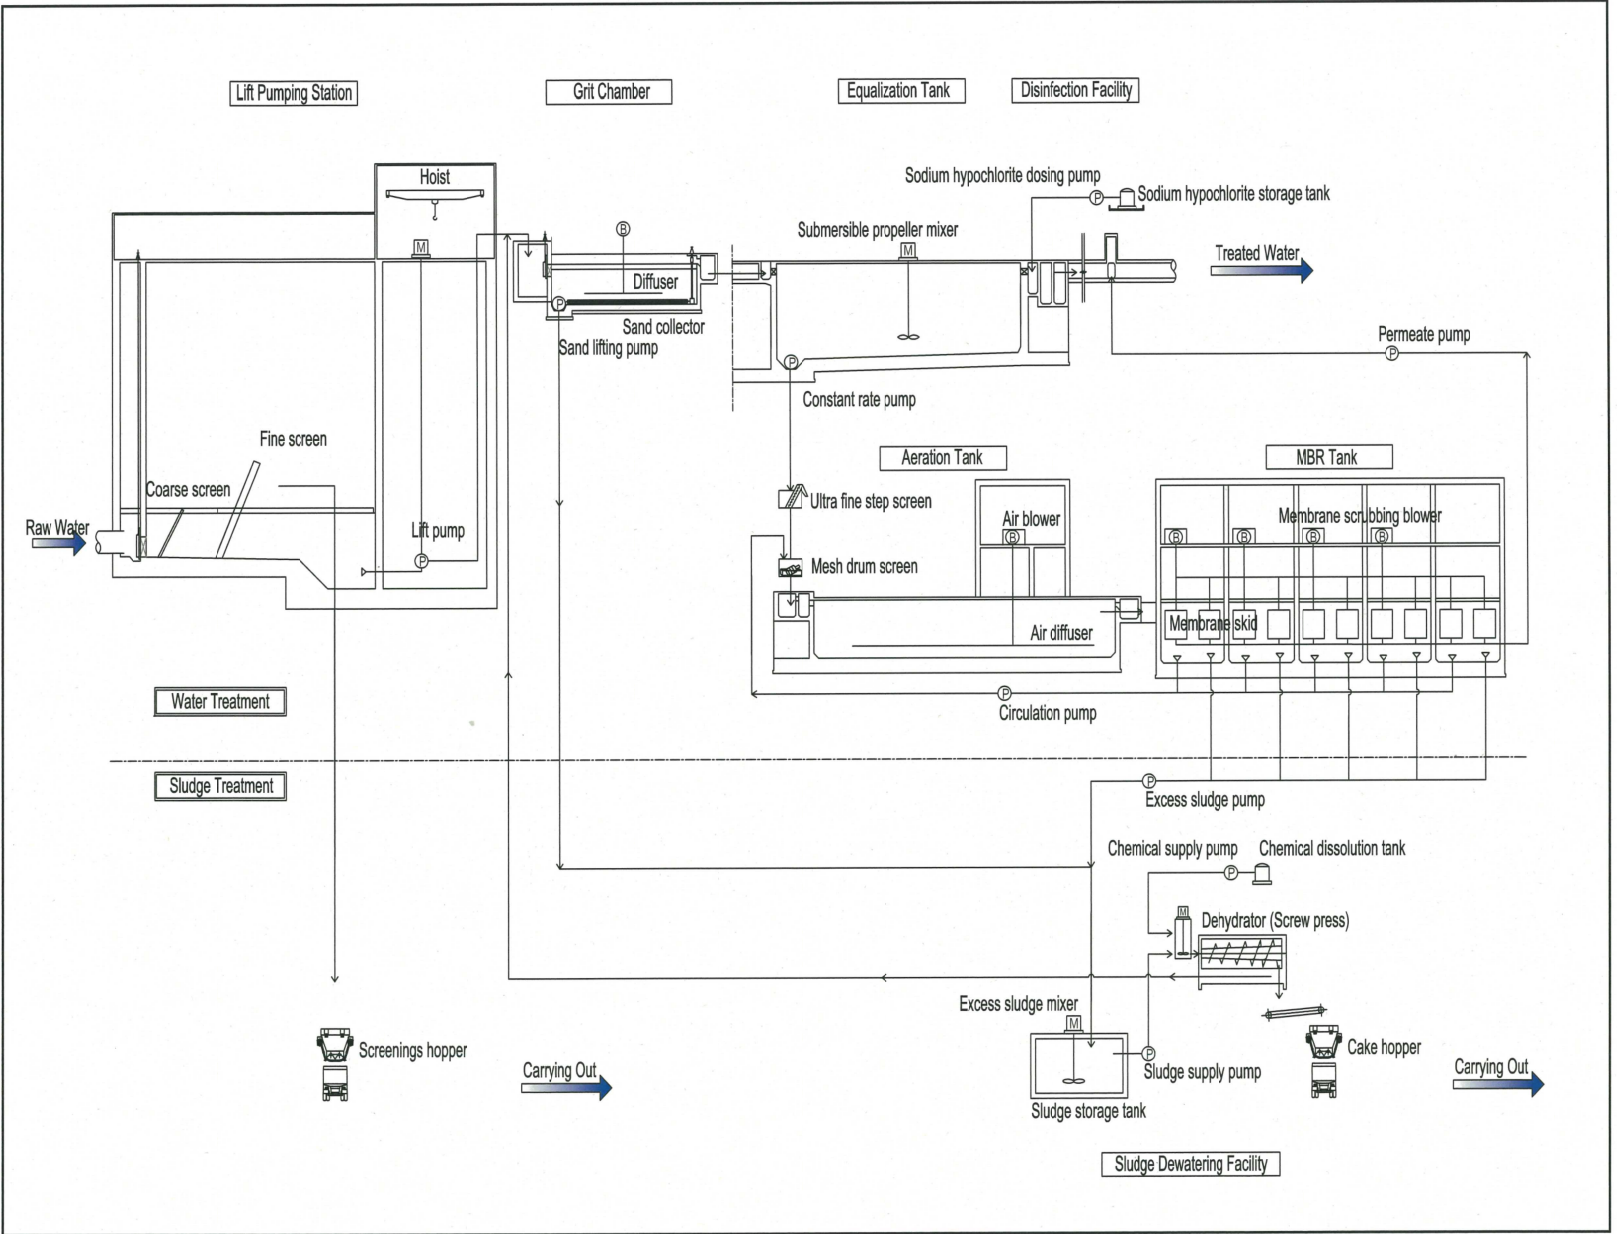 Lift Pumping Station
Grit Chamber
Equalization Tank
Disinfection Facility
Hoist
M
B
Diffuser
P
Sand collector
Sand lifting pump
Submersible propeller mixer
M
Sodium hypochlorite dosing pump
P
Sodium hypochlorite storage tank
Treated Water
Permeate pump
P
P
Constant rate pump
Fine screen
Coarse screen
Raw Water
Lift pump
P
Aeration Tank
MBR Tank
Ultra fine step screen
Air blower
B
Membrane scrubbing blower
B
B
B
B
Mesh drum screen
Air diffuser
Membrane skid
P
Circulation pump
Water Treatment
Sludge Treatment
P
Excess sludge pump
Chemical supply pump
Chemical dissolution tank
P
M
Dehydrator (Screw press)
Excess sludge mixer
M
P
Sludge supply pump
Sludge storage tank
Cake hopper
Carrying Out
Screenings hopper
Carrying Out
Sludge Dewatering Facility